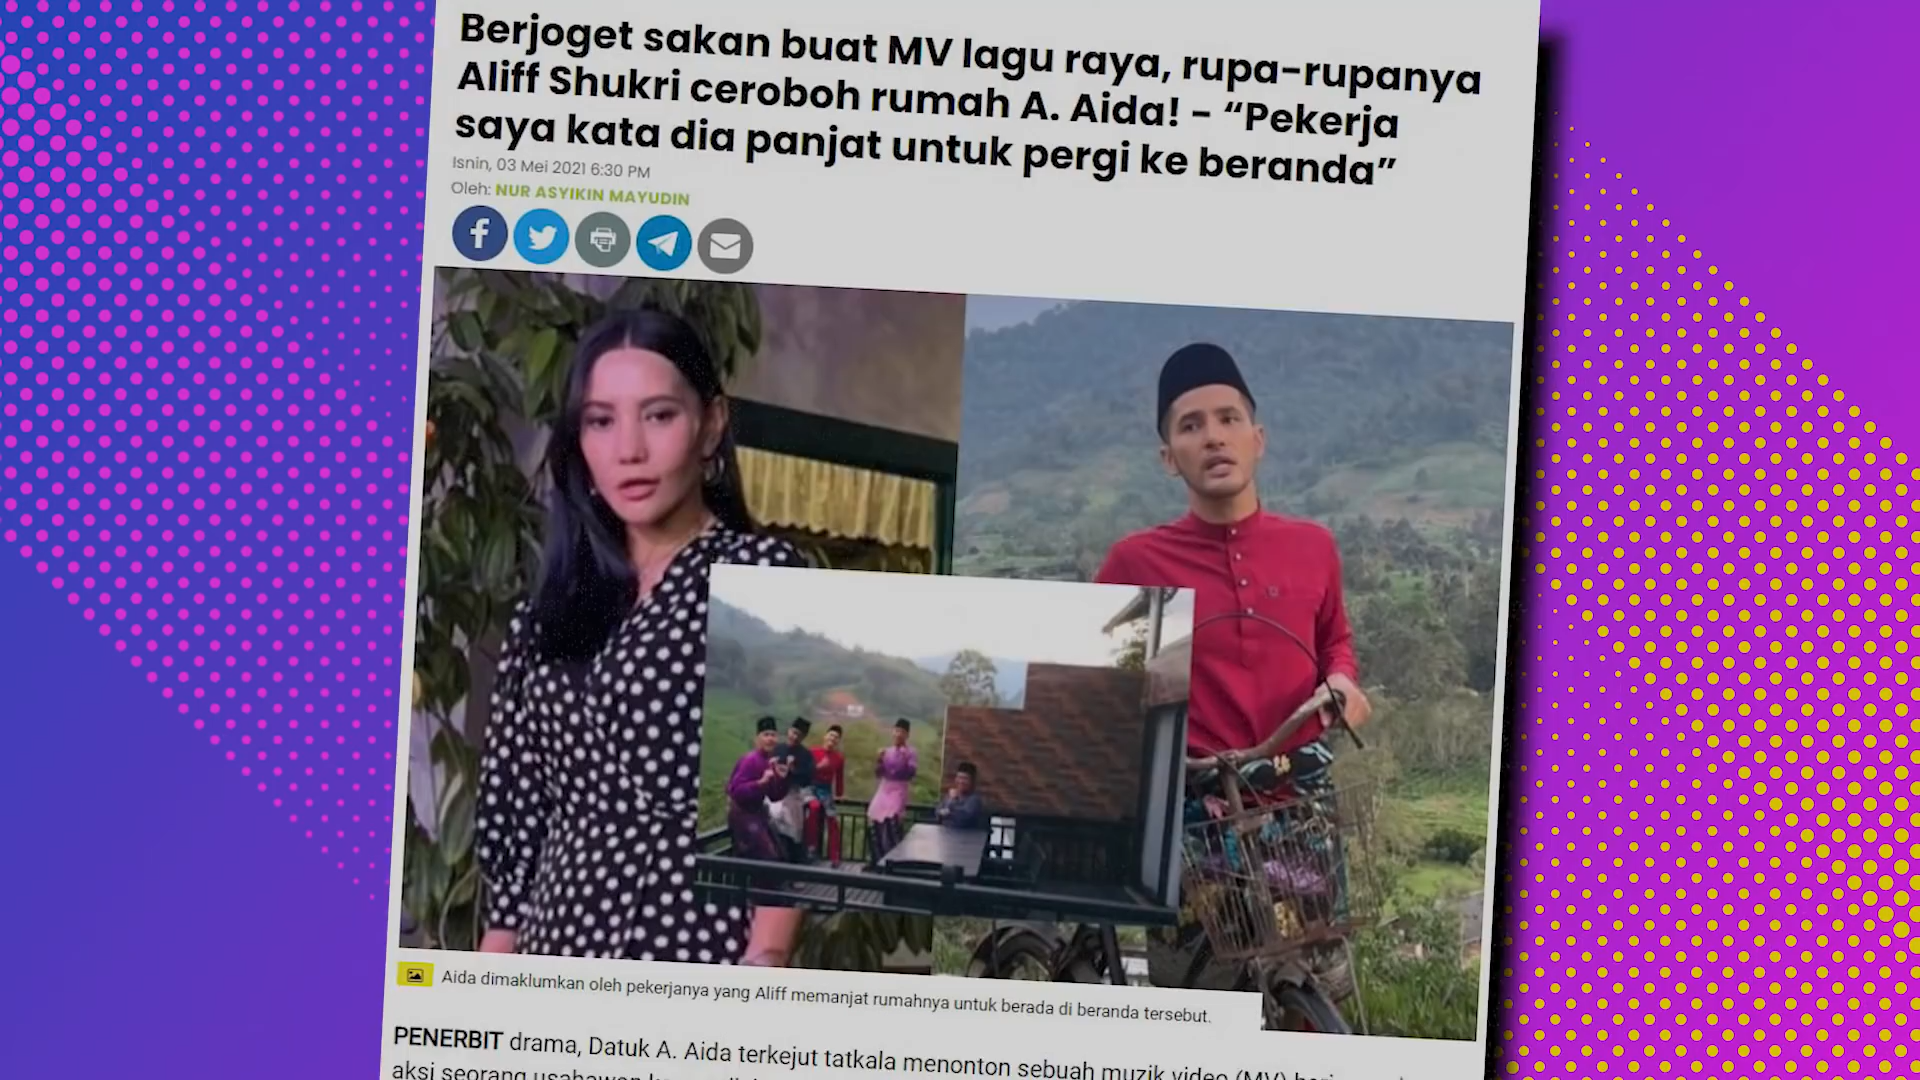 Berjoget sakan buat MV lagu raya, rupa-rupanya
Aliff Shukri ceroboh rumah A. Aida! - “Pekerja
saya kata dia panjat untuk pergi ke beranda”
Isnin, 03 Mei 2021 6:30 PM
Oleh: NUR ASYIKIN MAYUDIN
Aida dimaklumkan oleh pekerjanya yang Aliff memanjat rumahnya untuk berada di beranda tersebut.
PENERBIT drama, Datuk A. Aida terkejut tatkala menonton sebuah muzik video (MV)
aksi seorang usahawan